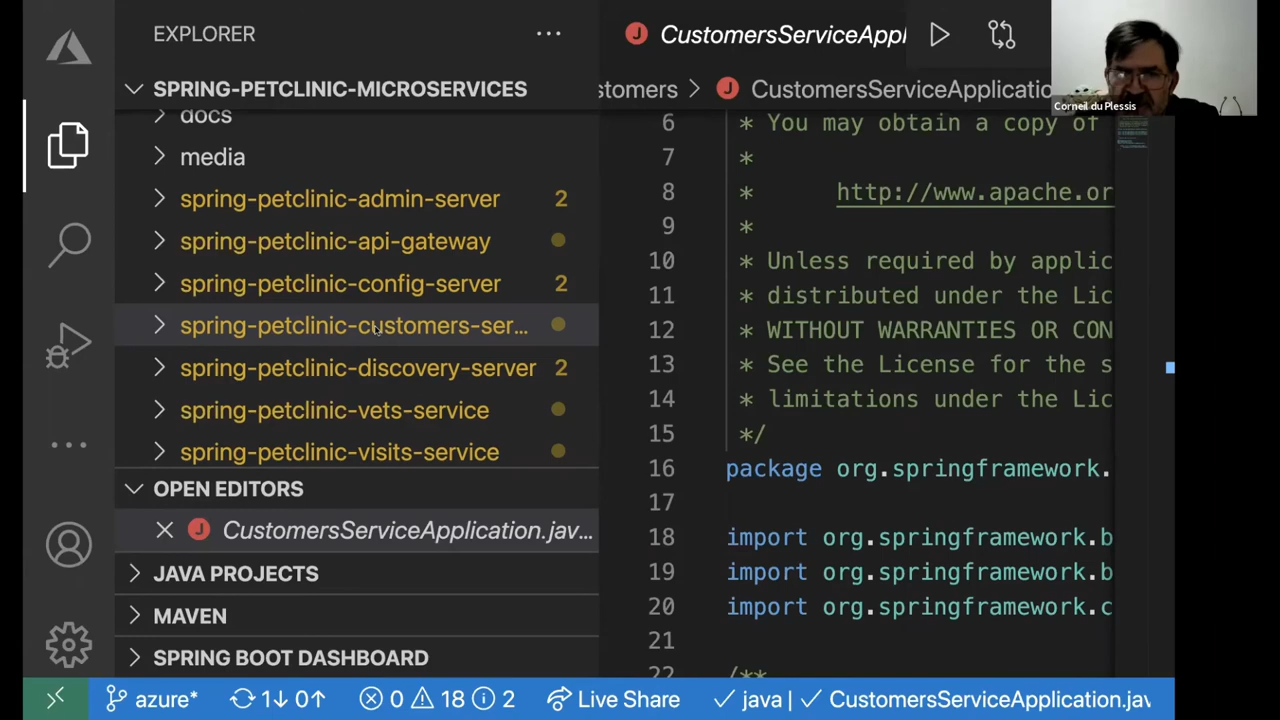 EXPLORER
SPRING-PETCLINIC-MICROSERVICES
docs
media
spring-petclinic-admin-server 2
spring-petclinic-api-gateway
spring-petclinic-config-server 2
spring-petclinic-customers-ser...
spring-petclinic-discovery-server 2
spring-petclinic-vets-service
spring-petclinic-visits-service
OPEN EDITORS
J CustomersServiceApplication.jav...
JAVA PROJECTS
MAVEN
SPRING BOOT DASHBOARD
J CustomersServiceAppl
stomers > J CustomersServiceApplicatio
Corneil du Plessis
6 * You may obtain a copy of
7 *
8 * http://www.apache.or
9 *
10 * Unless required by applic
11 * distributed under the Lic
12 * WITHOUT WARRANTIES OR CON
13 * See the License for the s
14 * limitations under the Lic
15 */
16 package org.springframework.
17
18 import org.springframework.b
19 import org.springframework.b
20 import org.springframework.c
21
22 /**
azure* 1↓ 0↑ 0 18 2 Live Share java | CustomersServiceApplication.jav